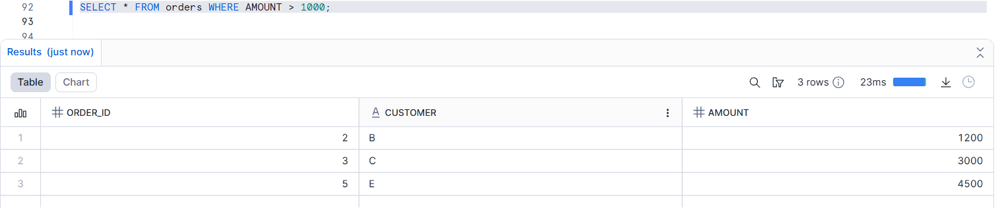 92 SELECT * FROM orders WHERE AMOUNT > 1000;
93
94
Results (just now)
Table Chart 3 rows 23ms
ORDER_ID CUSTOMER AMOUNT
1 2 B 1200
2 3 C 3000
3 5 E 4500